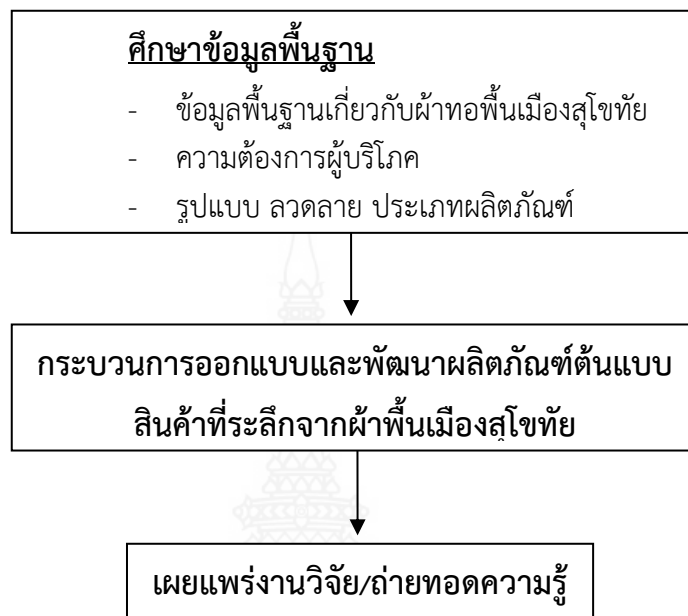 ศึกษาข้อมูลพื้นฐาน
- ข้อมูลพื้นฐานเกี่ยวกับผ้าทอพื้นเมืองสุโขทัย
- ความต้องการผู้บริโภค
- รูปแบบ ลวดลาย ประเภทผลิตภัณฑ์
กระบวนการออกแบบและพัฒนาผลิตภัณฑ์ต้นแบบ
สินค้าที่ระลึกจากผ้าพื้นเมืองสุโขทัย
เผยแพร่งานวิจัย/ถ่ายทอดความรู้